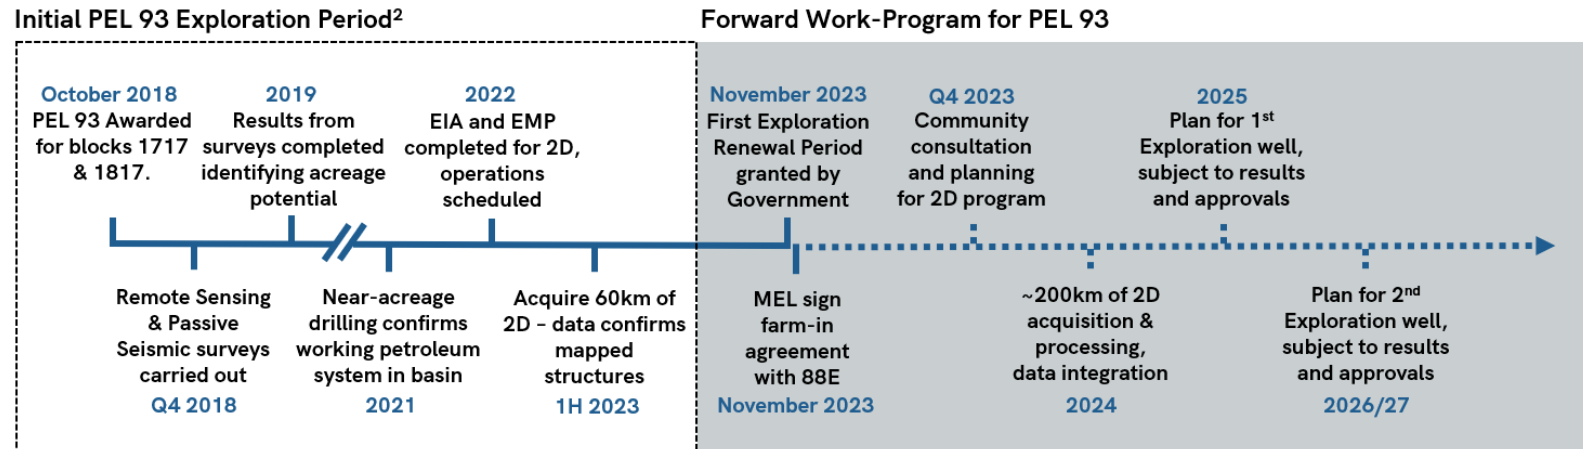 Initial PEL 93 Exploration Period²
Forward Work-Program for PEL 93
October 2018
PEL 93 Awarded
for blocks 1717
& 1817.
2019
Results from
surveys completed
identifying acreage
potential
2022
EIA and EMP
completed for 2D,
operations
scheduled
November 2023
First Exploration
Renewal Period
granted by
Government
Q4 2023
Community
consultation
and planning
for 2D program
2025
Plan for 1st
Exploration well,
subject to results
and approvals
Remote Sensing
& Passive
Seismic surveys
carried out
Q4 2018
Near-acreage
drilling confirms
working petroleum
system in basin
2021
Acquire 60km of
2D – data confirms
mapped
structures
1H 2023
MEL sign
farm-in
agreement
with 88E
November 2023
~200km of 2D
acquisition &
processing,
data integration
2024
Plan for 2nd
Exploration well,
subject to results
and approvals
2026/27